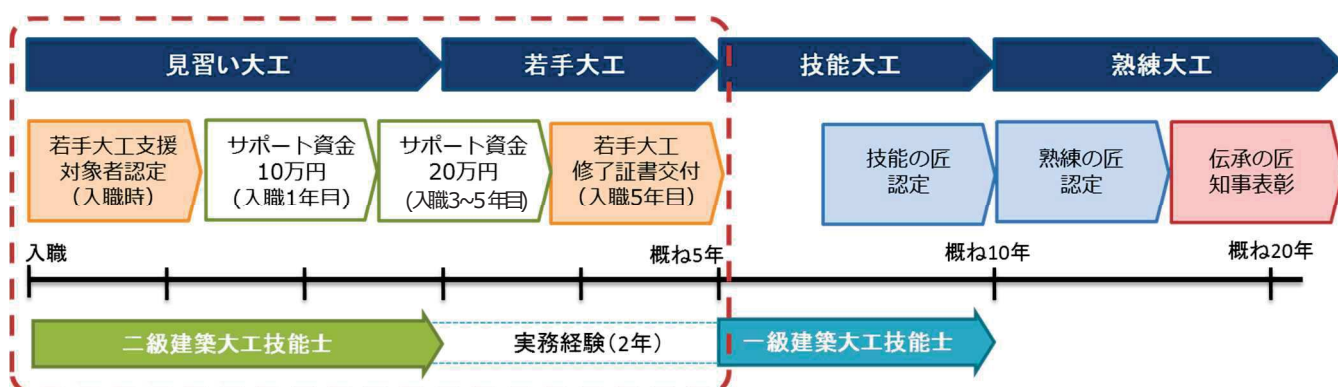 見習い大工
若手大工
技能大工
熟練大工
若手大工支援
対象者認定
(入職時)
サポート資金
10万円
(入職1年目)
サポート資金
20万円
(入職3~5年目)
若手大工
修了証書交付
(入職5年目)
技能の匠
認定
熟練の匠
認定
伝承の匠
知事表彰
入職
概ね5年
概ね10年
概ね20年
二級建築大工技能士
実務経験(2年)
一級建築大工技能士